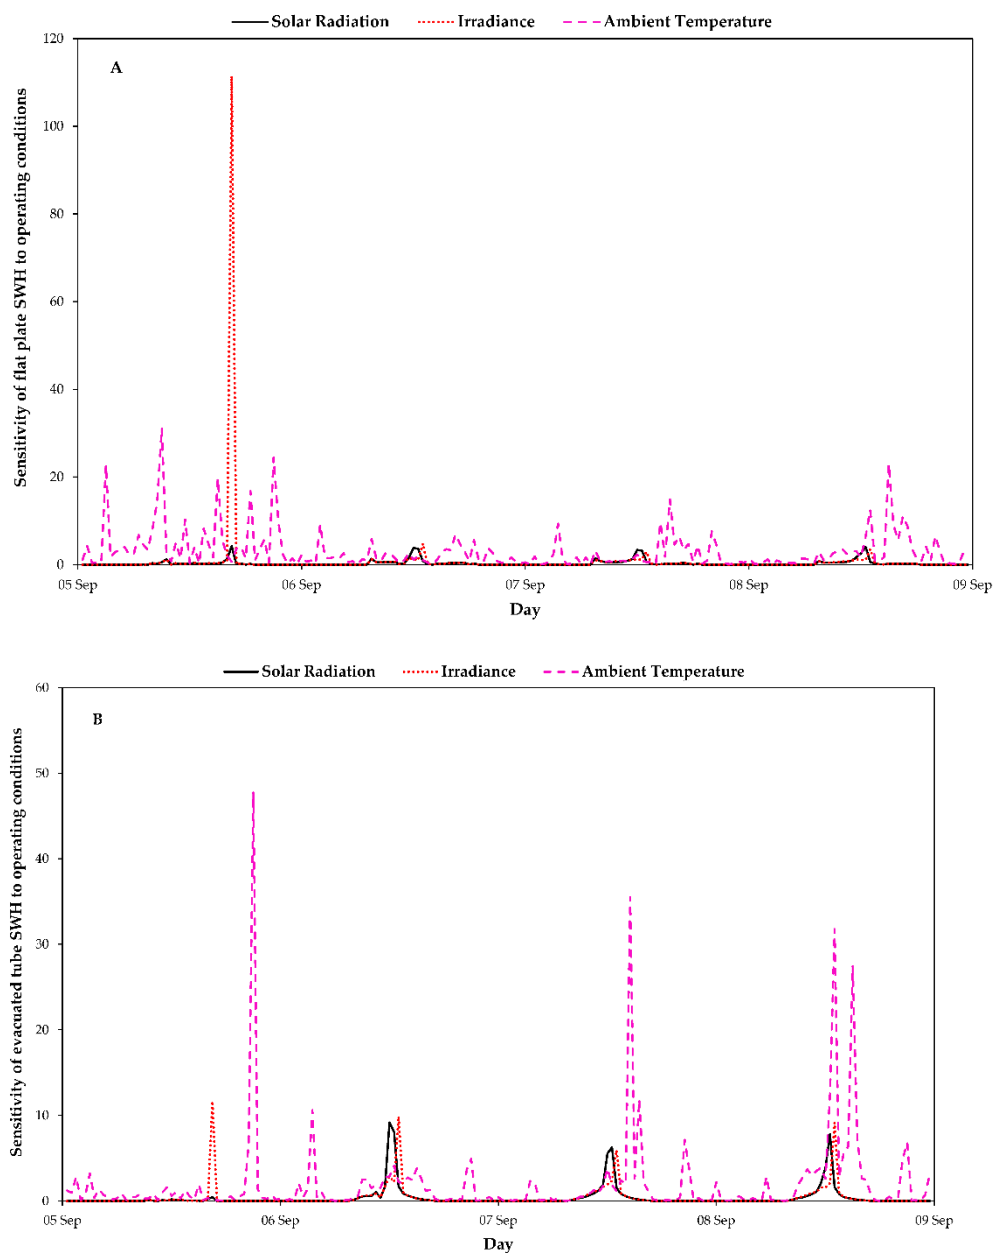 Solar Radiation Irradiance Ambient Temperature
A
Sensitivity of flat plate SWH to operating conditions
120
100
80
60
40
20
0
05 Sep 06 Sep 07 Sep 08 Sep 09 Sep
Day
Solar Radiation Irradiance Ambient Temperature
B
Sensitivity of evacuated tube SWH to operating conditions
60
50
40
30
20
10
0
05 Sep 06 Sep 07 Sep 08 Sep 09 Sep
Day